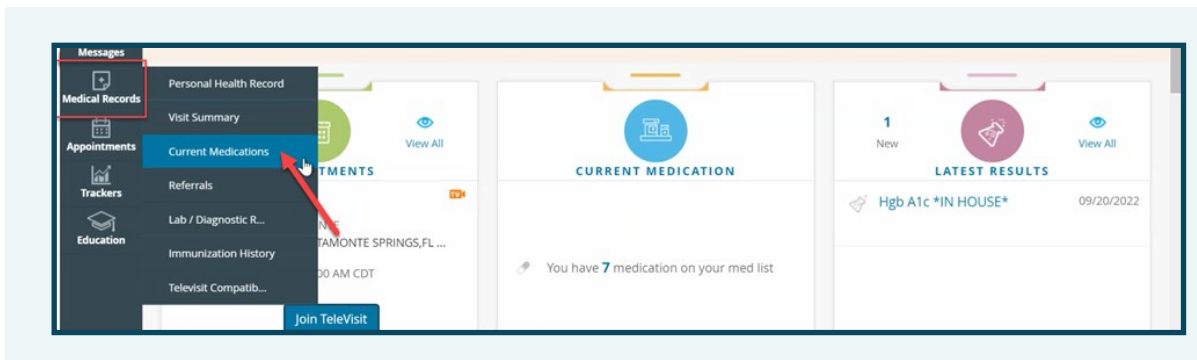 Messages
Medical Records
Appointments
Trackers
Education
Personal Health Record
Visit Summary
Current Medications
Referrals
Lab / Diagnostic R...
Immunization History
Televisit Compatib...
View All
TMENTS
TV
TAMONTE SPRINGS,FL ...
00 AM CDT
Join TeleVisit
CURRENT MEDICATION
You have 7 medication on your med list
1
New
View All
LATEST RESULTS
Hgb A1c *IN HOUSE*
09/20/2022